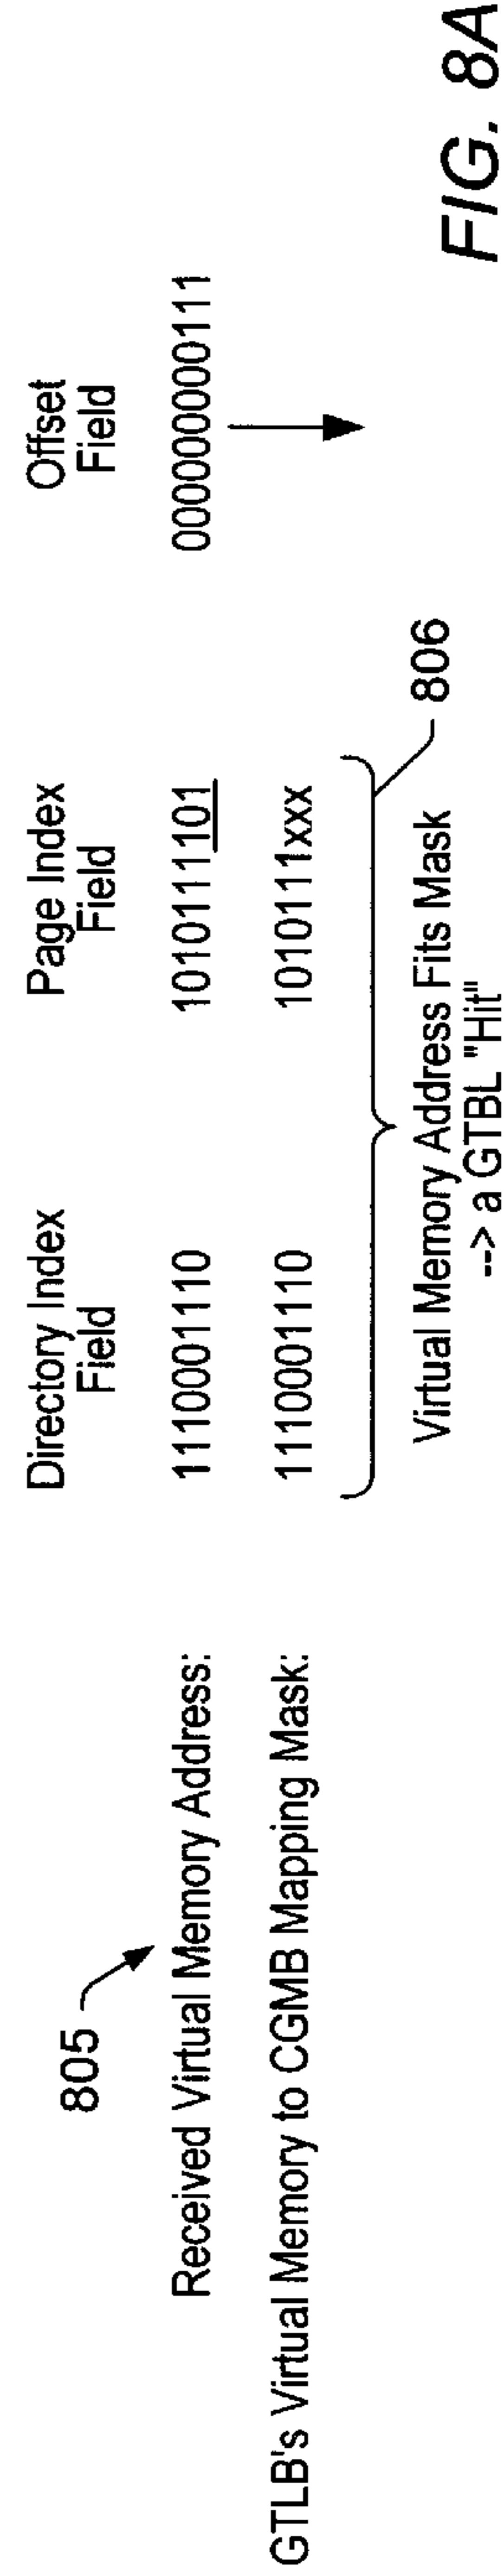 805
Directory Index Field
Page Index Field
Offset Field
Received Virtual Memory Address: 1110001110 1010111101 000000000111
GTLB's Virtual Memory to CGMB Mapping Mask: 1110001110 1010111xxx
806
Virtual Memory Address Fits Mask
--> a GTBL "Hit"
FIG. 8A